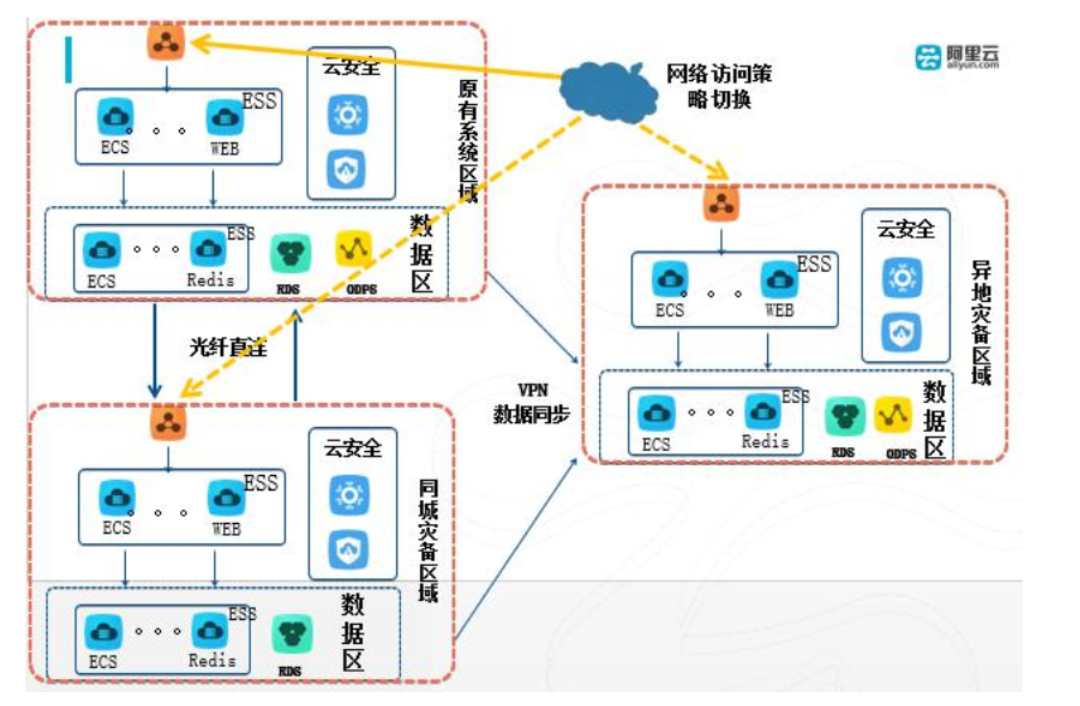 阿里云
aliyun.com
网络访问策
略切换
云安全
原有系统区域
ESS
ECS
WEB
数据区
ESS
ECS
Redis
RDS
ODPS
光纤直连
VPN
数据同步
云安全
异地灾备区域
ESS
ECS
WEB
数据区
ESS
ECS
Redis
RDS
ODPS
云安全
同城灾备区域
ESS
ECS
WEB
数据区
ESS
ECS
Redis
RDS